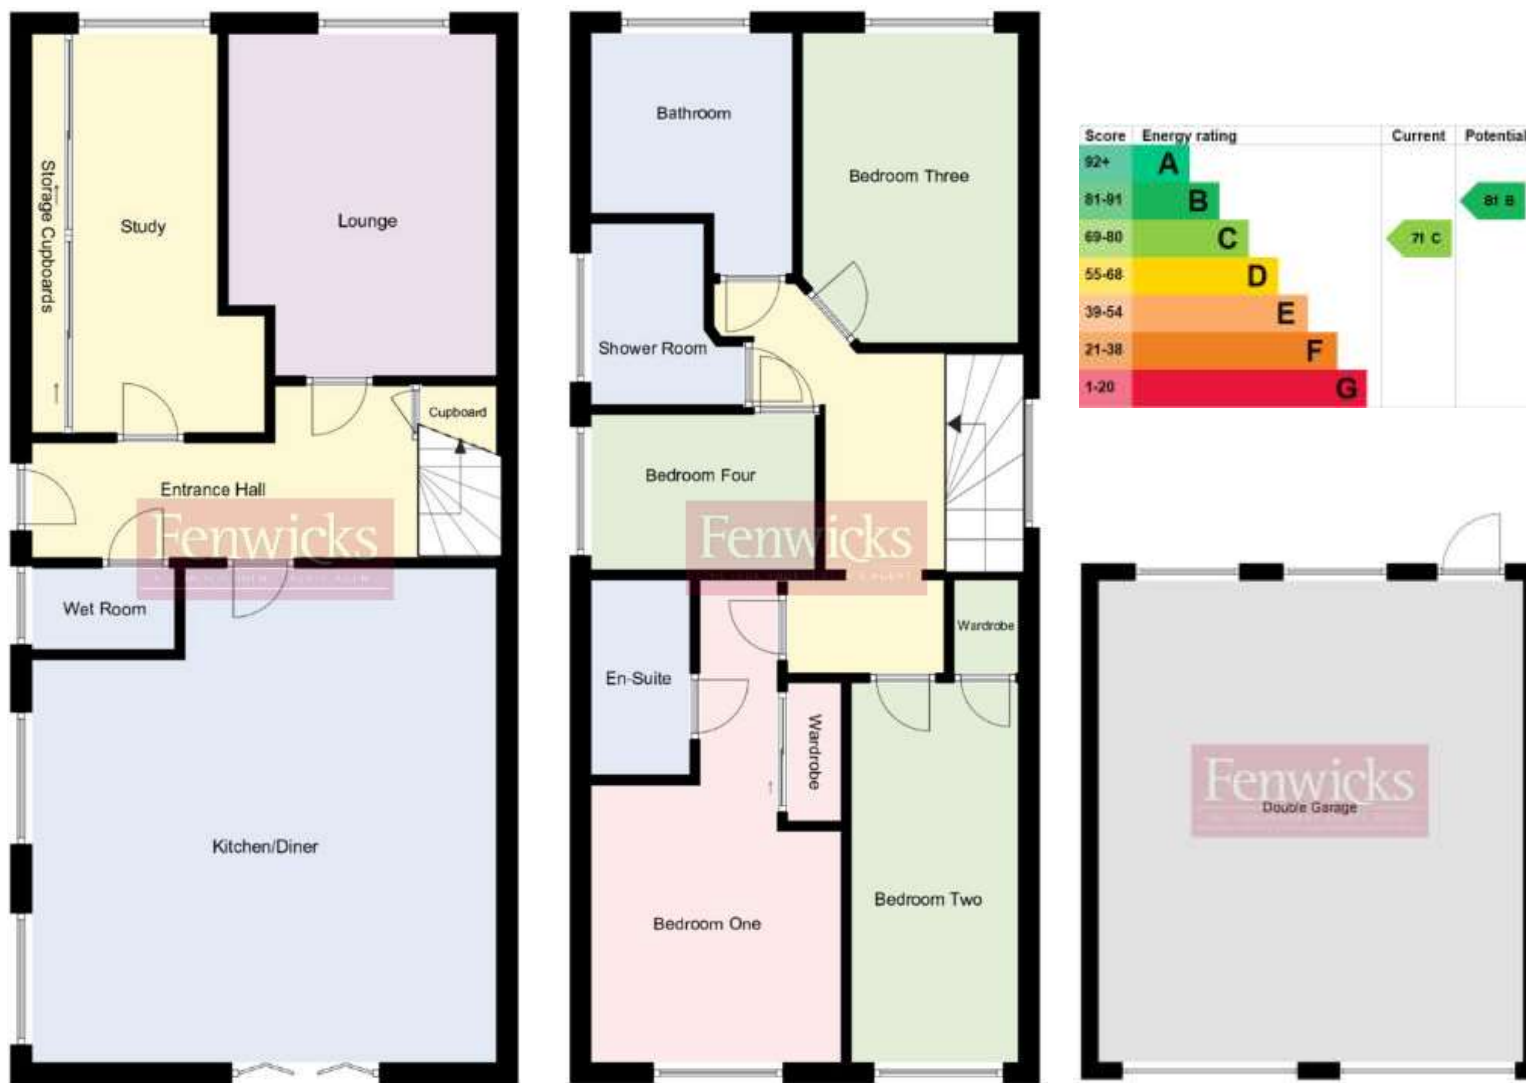 Storage Cupboards
Study
Lounge
Cupboard
Entrance Hall
Fenwicks
Wet Room
Kitchen/Diner
Bathroom
Bedroom Three
Shower Room
Bedroom Four
Fenwicks
En-Suite
Wardrobe
Wardrobe
Bedroom Two
Bedroom One
Score Energy rating Current Potential
92+ A
81-91 B 81 B
69-80 C 71 C
55-68 D
39-54 E
21-38 F
1-20 G
Fenwicks
Double Garage